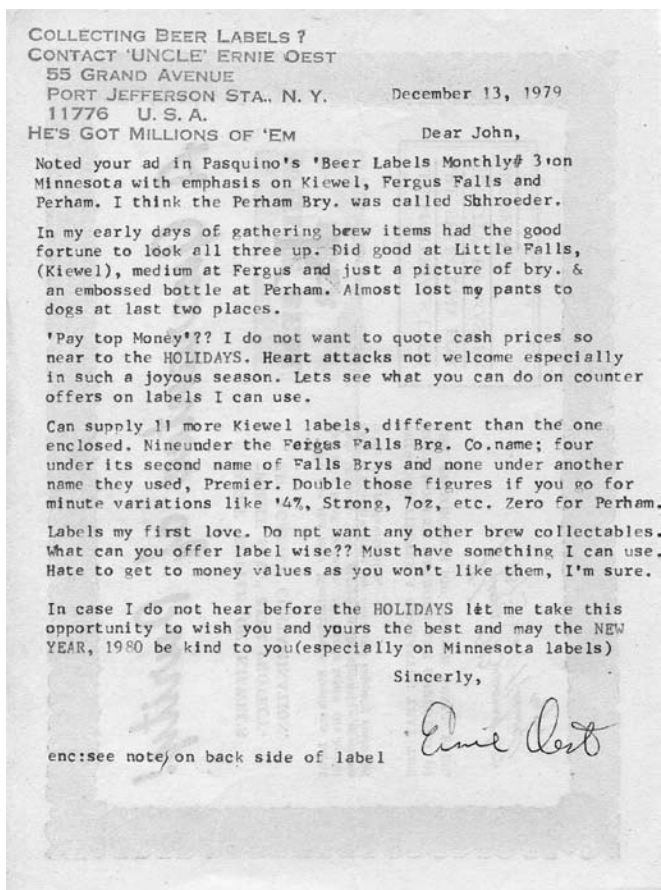 COLLECTING BEER LABELS ?
CONTACT 'UNCLE' ERNIE OEST
55 GRAND AVENUE
PORT JEFFERSON STA., N. Y.
11776 U. S. A.
HE'S GOT MILLIONS OF 'EM
December 13, 1979
Dear John,
Noted your ad in Pasquino's 'Beer Labels Monthly# 3'on
Minnesota with emphasis on Kiewel, Fergus Falls and
Perham. I think the Perham Bry. was called Sbhroeder.
In my early days of gathering brew items had the good
fortune to look all three up. Did good at Little Falls,
(Kiewel), medium at Fergus and just a picture of bry. &
an embossed bottle at Perham. Almost lost my pants to
dogs at last two places.
'Pay top Money'?? I do not want to quote cash prices so
near to the HOLIDAYS. Heart attacks not welcome especially
in such a joyous season. Lets see what you can do on counter
offers on labels I can use.
Can supply 11 more Kiewel labels, different than the one
enclosed. Nineunder the Fergas Falls Brg. Co.name; four
under its second name of Falls Brys and none under another
name they used, Premier. Double those figures if you go for
minute variations like '4%, Strong, 7oz, etc. Zero for Perham.
Labels my first love. Do npt want any other brew collectables.
What can you offer label wise?? Must have something I can use.
Hate to get to money values as you won't like them, I'm sure.
In case I do not hear before the HOLIDAYS let me take this
opportunity to wish you and yours the best and may the NEW
YEAR, 1980 be kind to you(especially on Minnesota labels)
Sincerly,
Ernie Oest
enc:see note) on back side of label